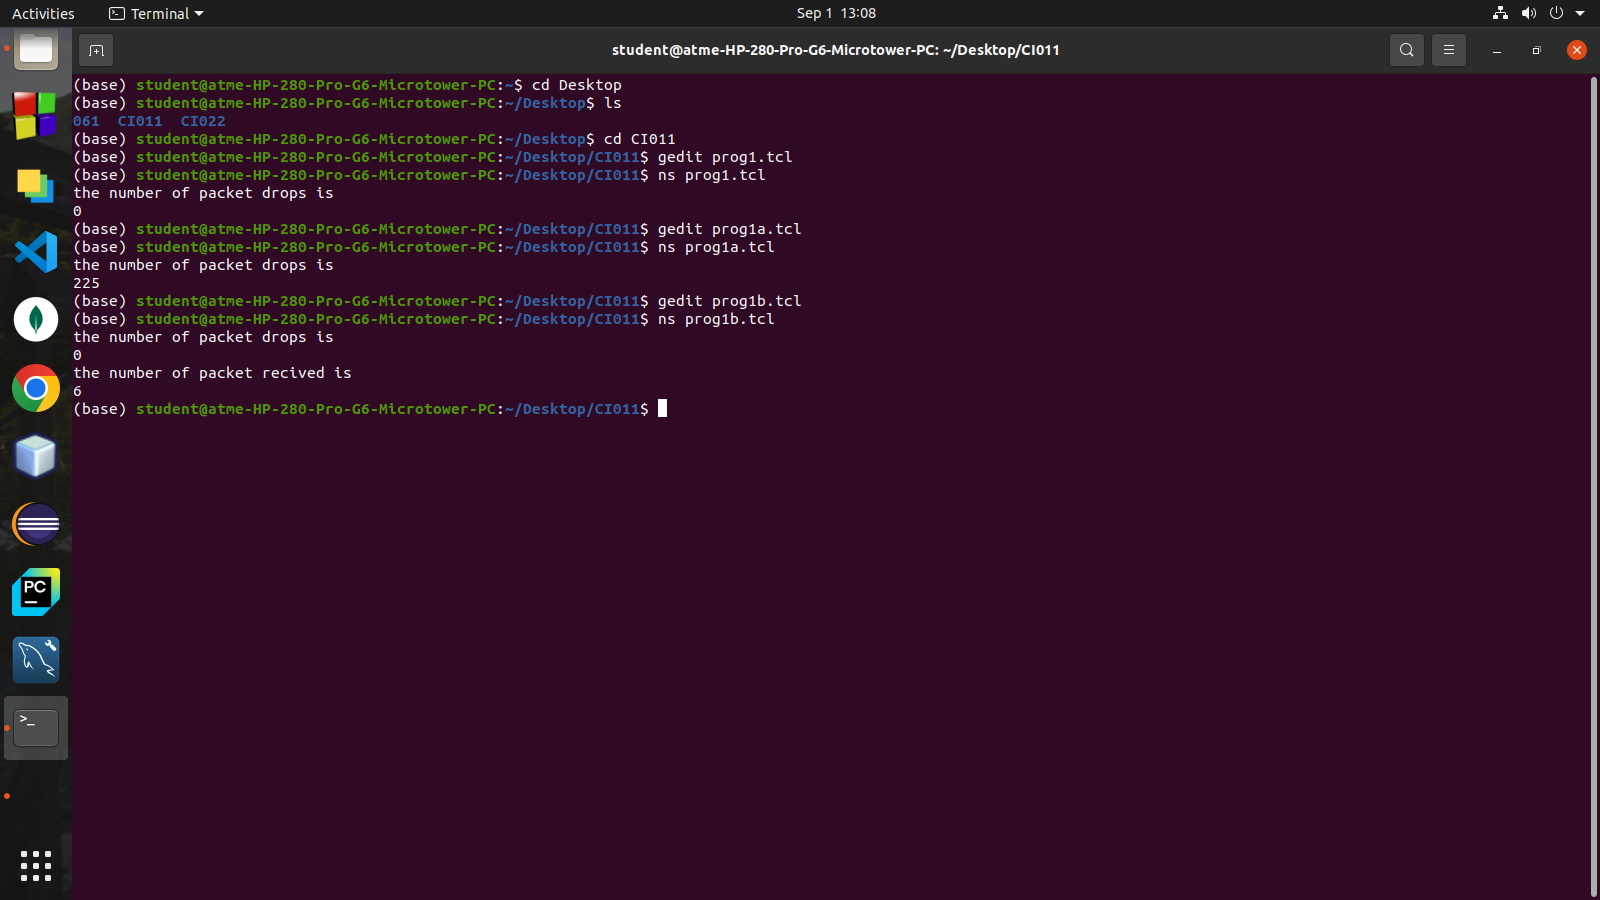 Activities
Terminal
Sep 1 13:08
student@atme-HP-280-Pro-G6-Microtower-PC: ~/Desktop/CI011
(base) student@atme-HP-280-Pro-G6-Microtower-PC:~$ cd Desktop
(base) student@atme-HP-280-Pro-G6-Microtower-PC:~/Desktop$ ls
061  CI011  CI022
(base) student@atme-HP-280-Pro-G6-Microtower-PC:~/Desktop$ cd CI011
(base) student@atme-HP-280-Pro-G6-Microtower-PC:~/Desktop/CI011$ gedit prog1.tcl
(base) student@atme-HP-280-Pro-G6-Microtower-PC:~/Desktop/CI011$ ns prog1.tcl
the number of packet drops is
0
(base) student@atme-HP-280-Pro-G6-Microtower-PC:~/Desktop/CI011$ gedit prog1a.tcl
(base) student@atme-HP-280-Pro-G6-Microtower-PC:~/Desktop/CI011$ ns prog1a.tcl
the number of packet drops is
225
(base) student@atme-HP-280-Pro-G6-Microtower-PC:~/Desktop/CI011$ gedit prog1b.tcl
(base) student@atme-HP-280-Pro-G6-Microtower-PC:~/Desktop/CI011$ ns prog1b.tcl
the number of packet drops is
0
the number of packet recived is
6
(base) student@atme-HP-280-Pro-G6-Microtower-PC:~/Desktop/CI011$
PC
>_